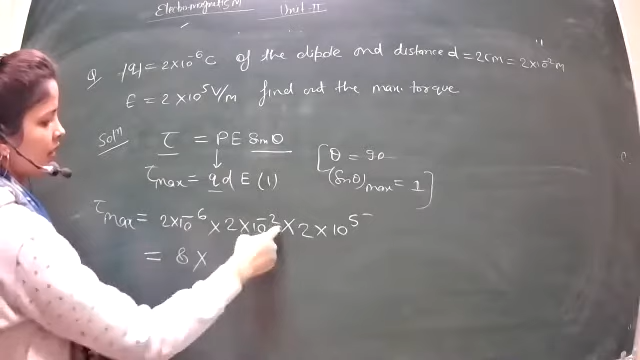 Electromagnetism Unit-II
Q |q| = 2×10⁻⁶C of the dipole and distance d = 2cm = 2×10⁻²m
E = 2×10⁵V/m find out the max. torque
Solⁿ τ = PE Sinθ
[θ = 90
τmax = q d E (1)
(Sinθ)max = 1]
τmax = 2×10⁻⁶ × 2×10⁻² × 2×10⁵
= 8×